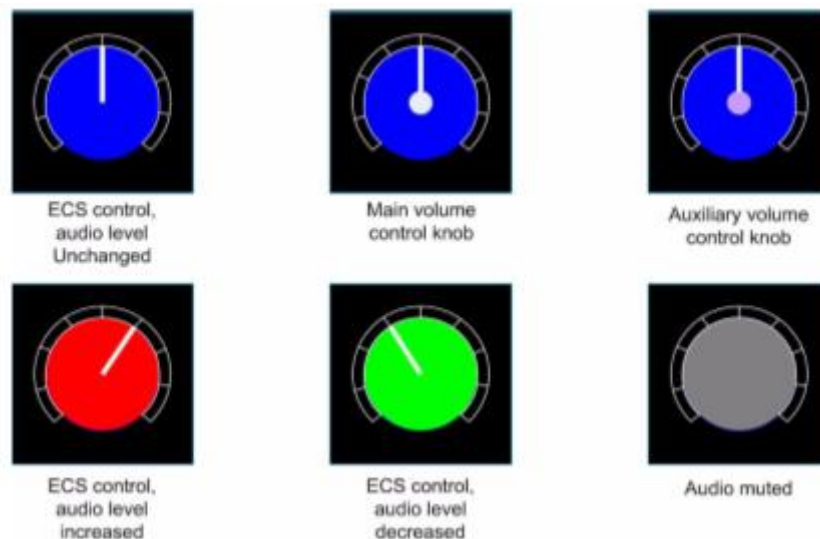 ECS control,
audio level
Unchanged
Main volume
control knob
Auxiliary volume
control knob
ECS control,
audio level
increased
ECS control,
audio level
decreased
Audio muted